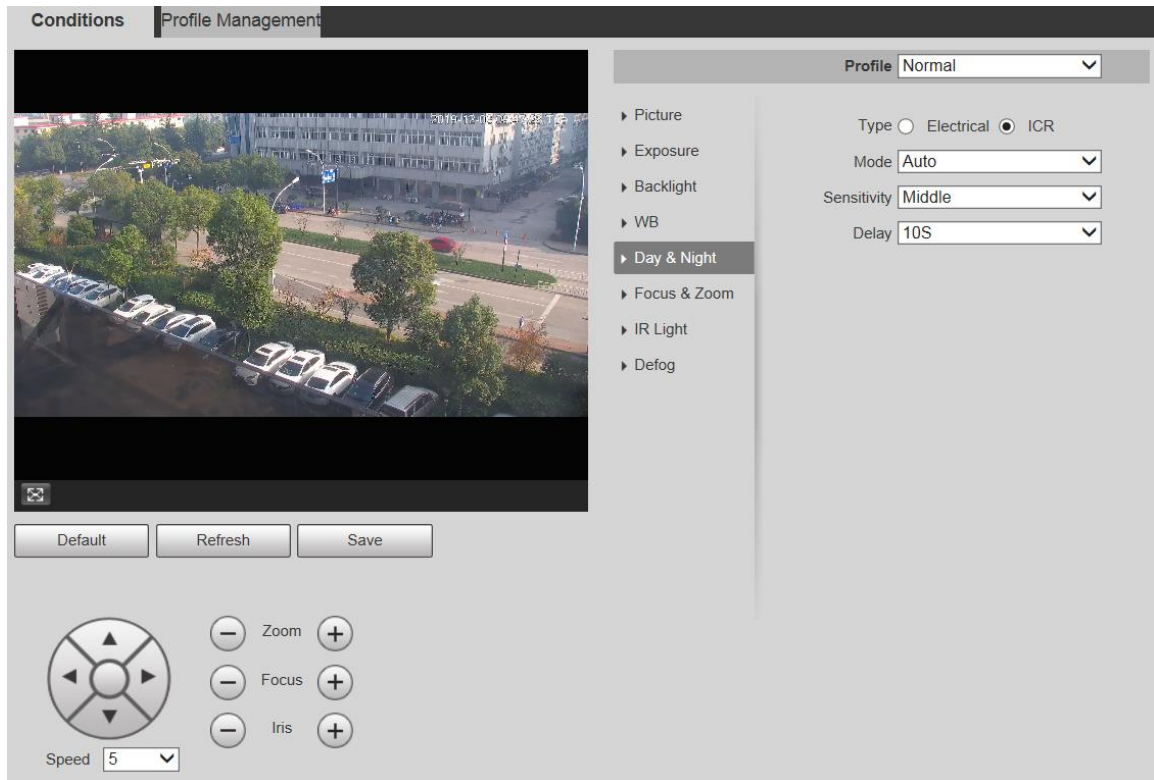 Conditions
Profile Management
Profile Normal
Picture
Exposure
Backlight
WB
Day & Night
Focus & Zoom
IR Light
Defog
Type Electrical ICR
Mode Auto
Sensitivity Middle
Delay 10S
Default
Refresh
Save
Zoom
Focus
Iris
Speed 5